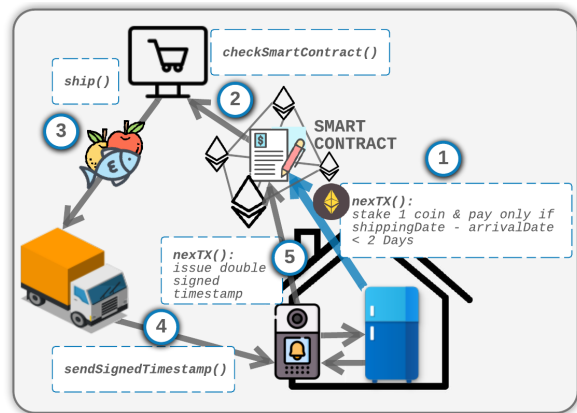 checkSmartContract()
ship()
2
3
$
SMART
CONTRACT
1
nexTX():
stake 1 coin & pay only if
shippingDate - arrivalDate
< 2 Days
nexTX():
issue double
signed
timestamp
5
4
sendSignedTimestamp()